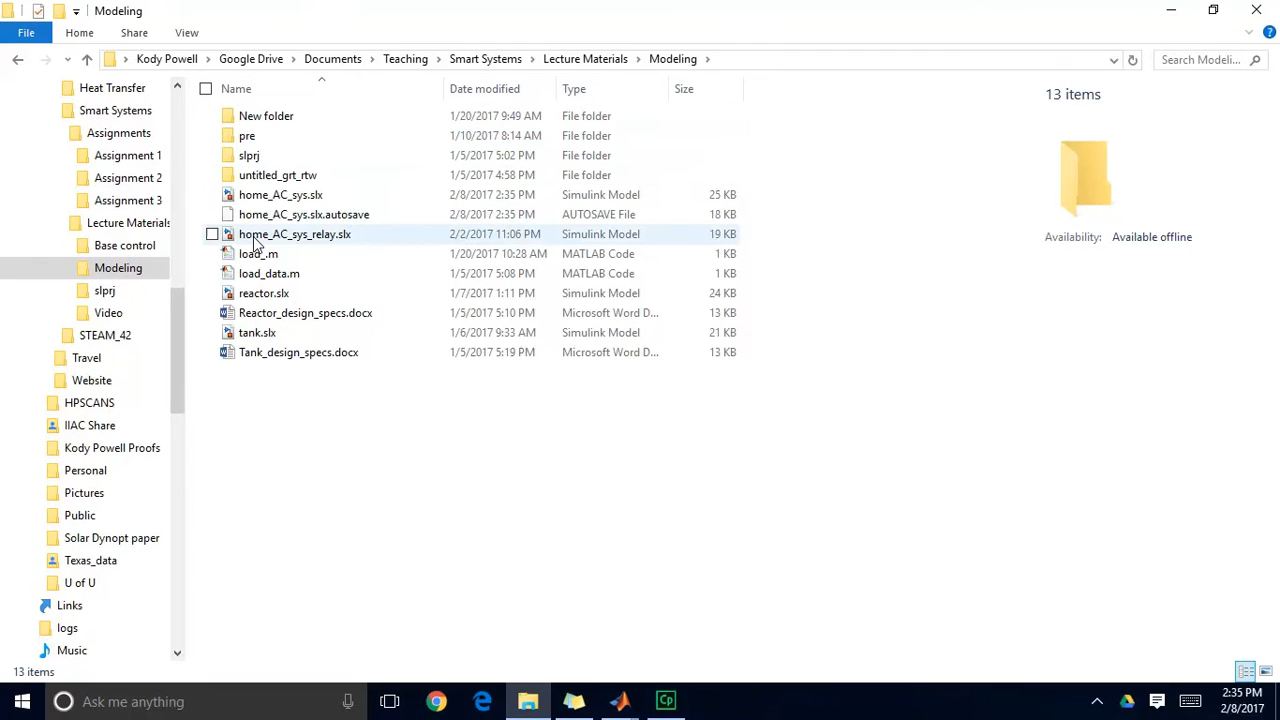 Modeling
File Home Share View
Kody Powell Google Drive Documents Teaching Smart Systems Lecture Materials Modeling Search Modeli...
Heat Transfer
Smart Systems
Assignments
Assignment 1
Assignment 2
Assignment 3
Lecture Materials
Base control
Modeling
slprj
Video
STEAM_42
Travel
Website
HPSCANS
IIAC Share
Kody Powell Proofs
Personal
Pictures
Public
Solar Dynopt paper
Texas_data
U of U
Links
logs
Music
Name Date modified Type Size
New folder 1/20/2017 9:49 AM File folder
pre 1/10/2017 8:14 AM File folder
slprj 1/5/2017 5:02 PM File folder
untitled_grt_rtw 1/5/2017 4:58 PM File folder
home_AC_sys.slx 2/8/2017 2:35 PM Simulink Model 25 KB
home_AC_sys.slx.autosave 2/8/2017 2:35 PM AUTOSAVE File 18 KB
home_AC_sys_relay.slx 2/2/2017 11:06 PM Simulink Model 19 KB
load_.m 1/20/2017 10:28 AM MATLAB Code 1 KB
load_data.m 1/5/2017 5:08 PM MATLAB Code 1 KB
reactor.slx 1/7/2017 1:11 PM Simulink Model 24 KB
Reactor_design_specs.docx 1/5/2017 5:10 PM Microsoft Word D... 13 KB
tank.slx 1/6/2017 9:33 AM Simulink Model 21 KB
Tank_design_specs.docx 1/5/2017 5:19 PM Microsoft Word D... 13 KB
13 items
Availability: Available offline
13 items
Ask me anything
Cp
2:35 PM
2/8/2017